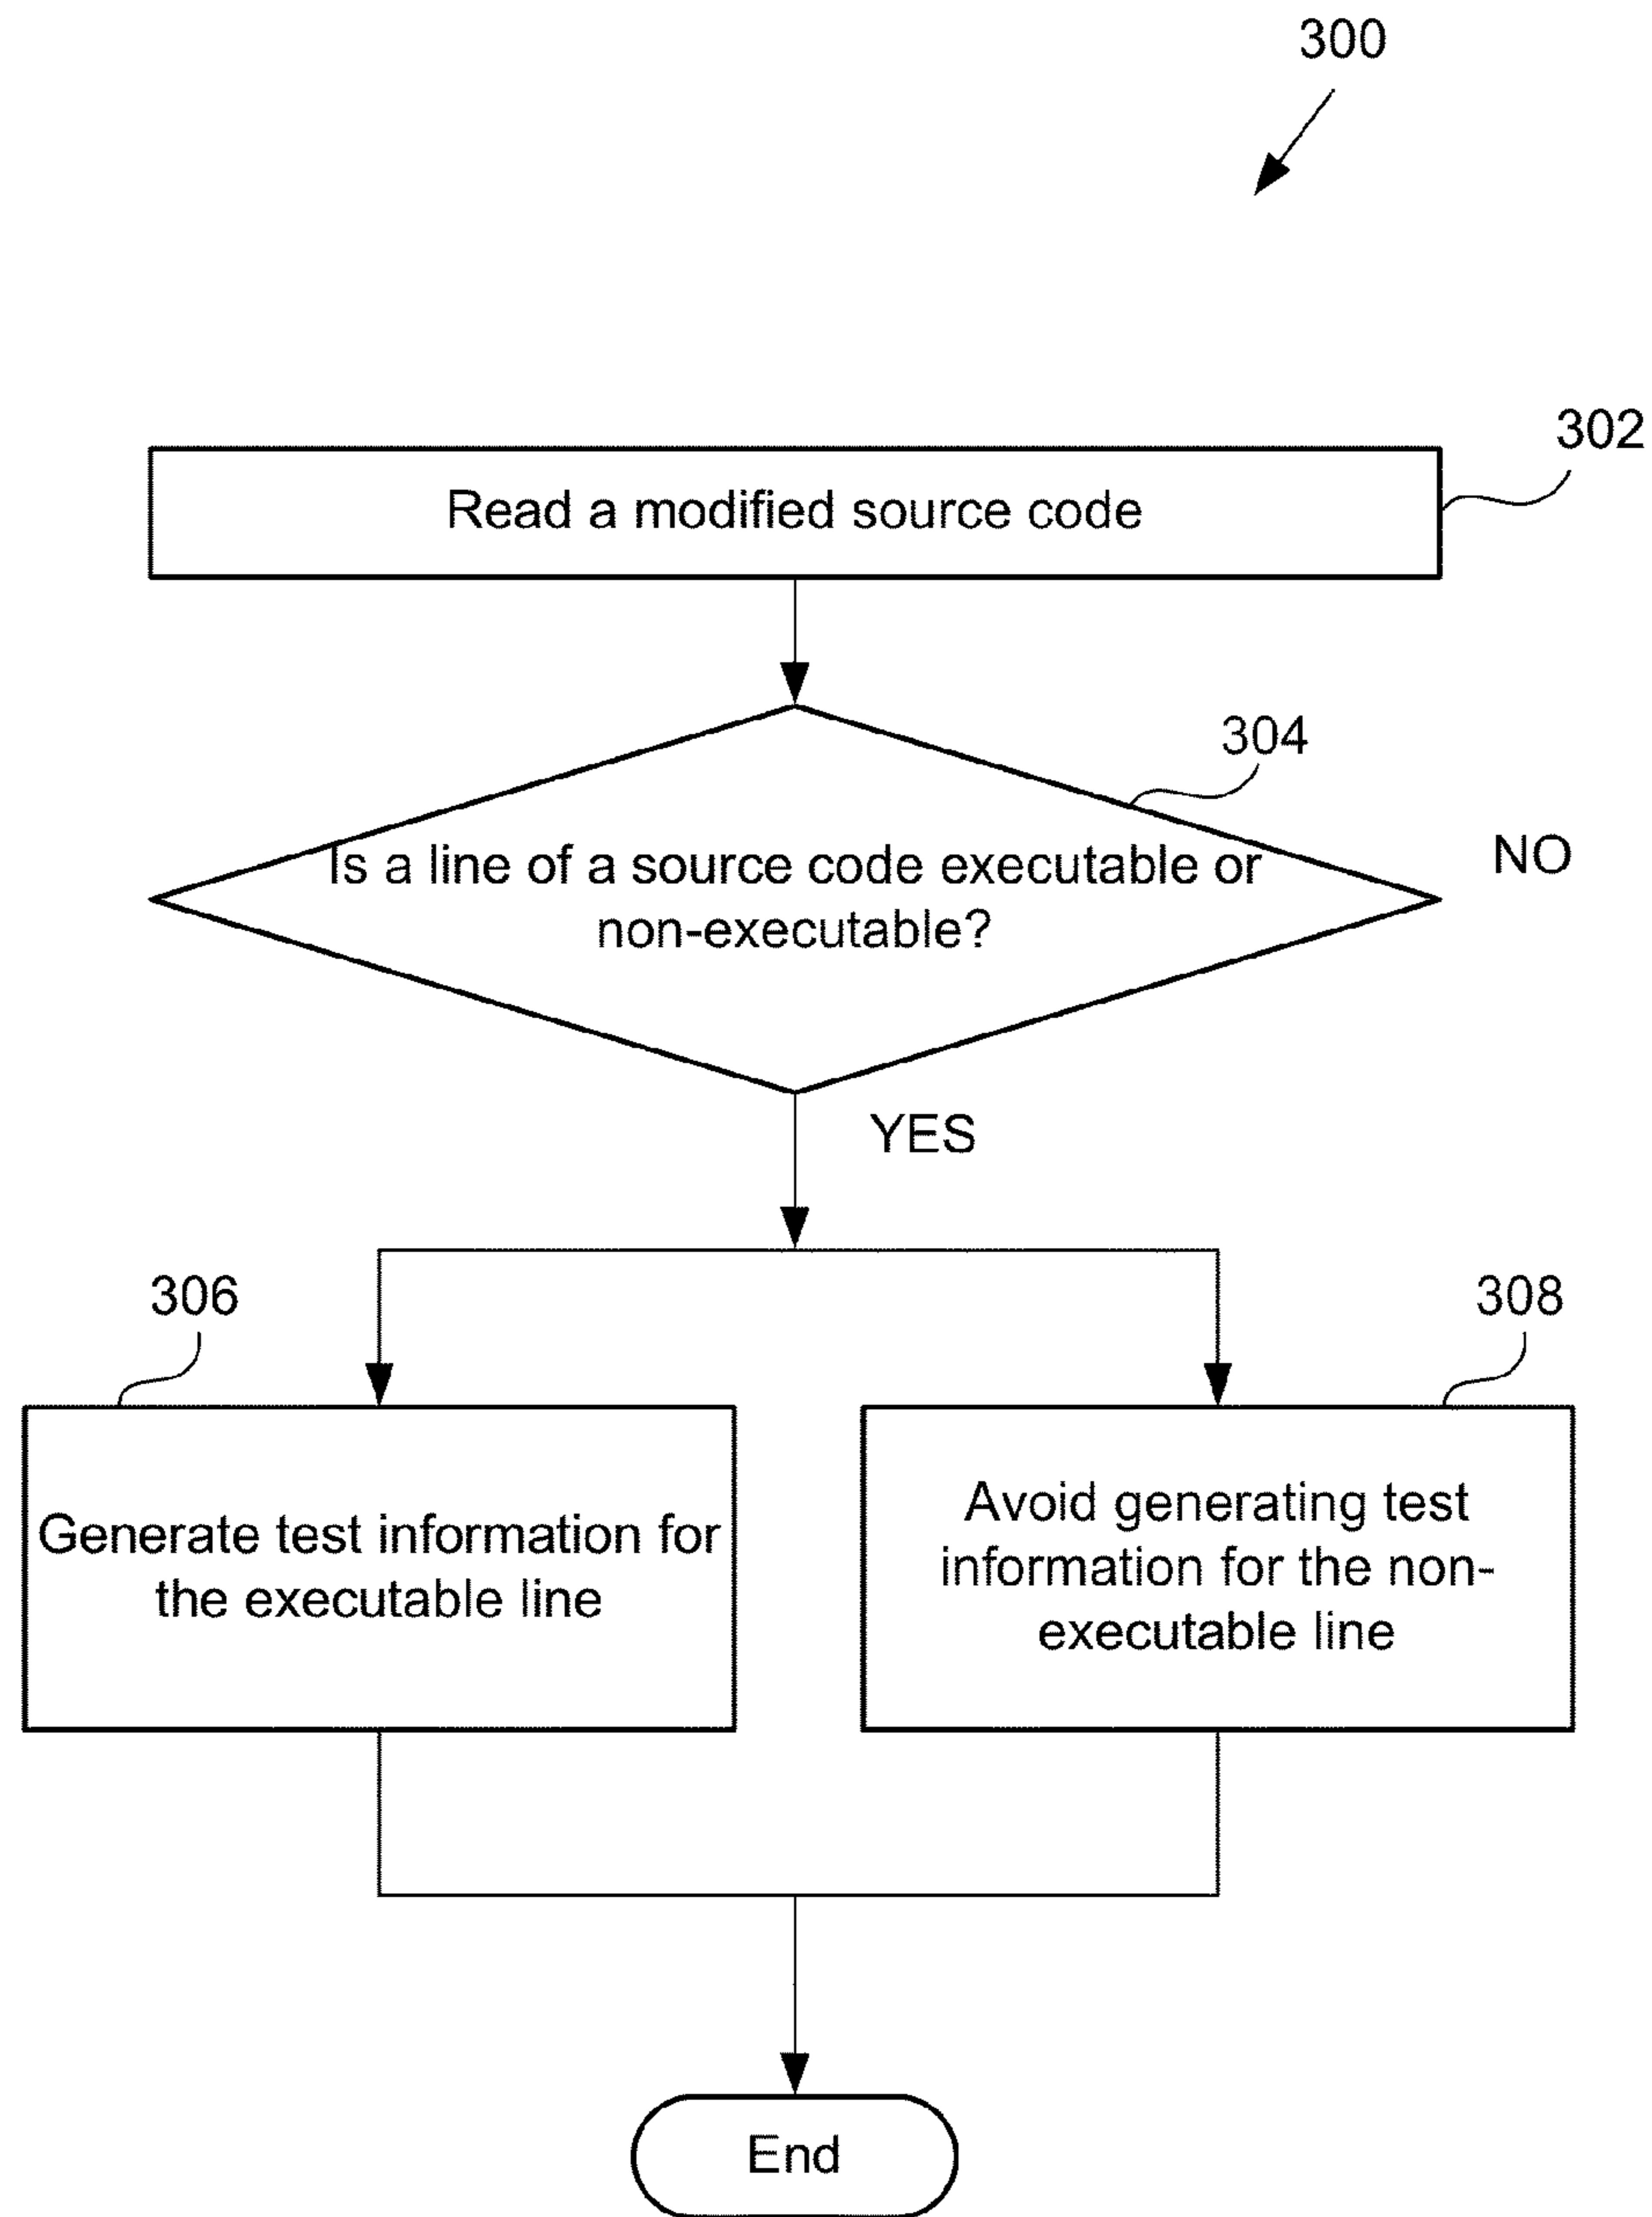 300
302
Read a modified source code
304
Is a line of a source code executable or
non-executable?
NO
YES
306
308
Generate test information for
the executable line
Avoid generating test
information for the non-
executable line
End